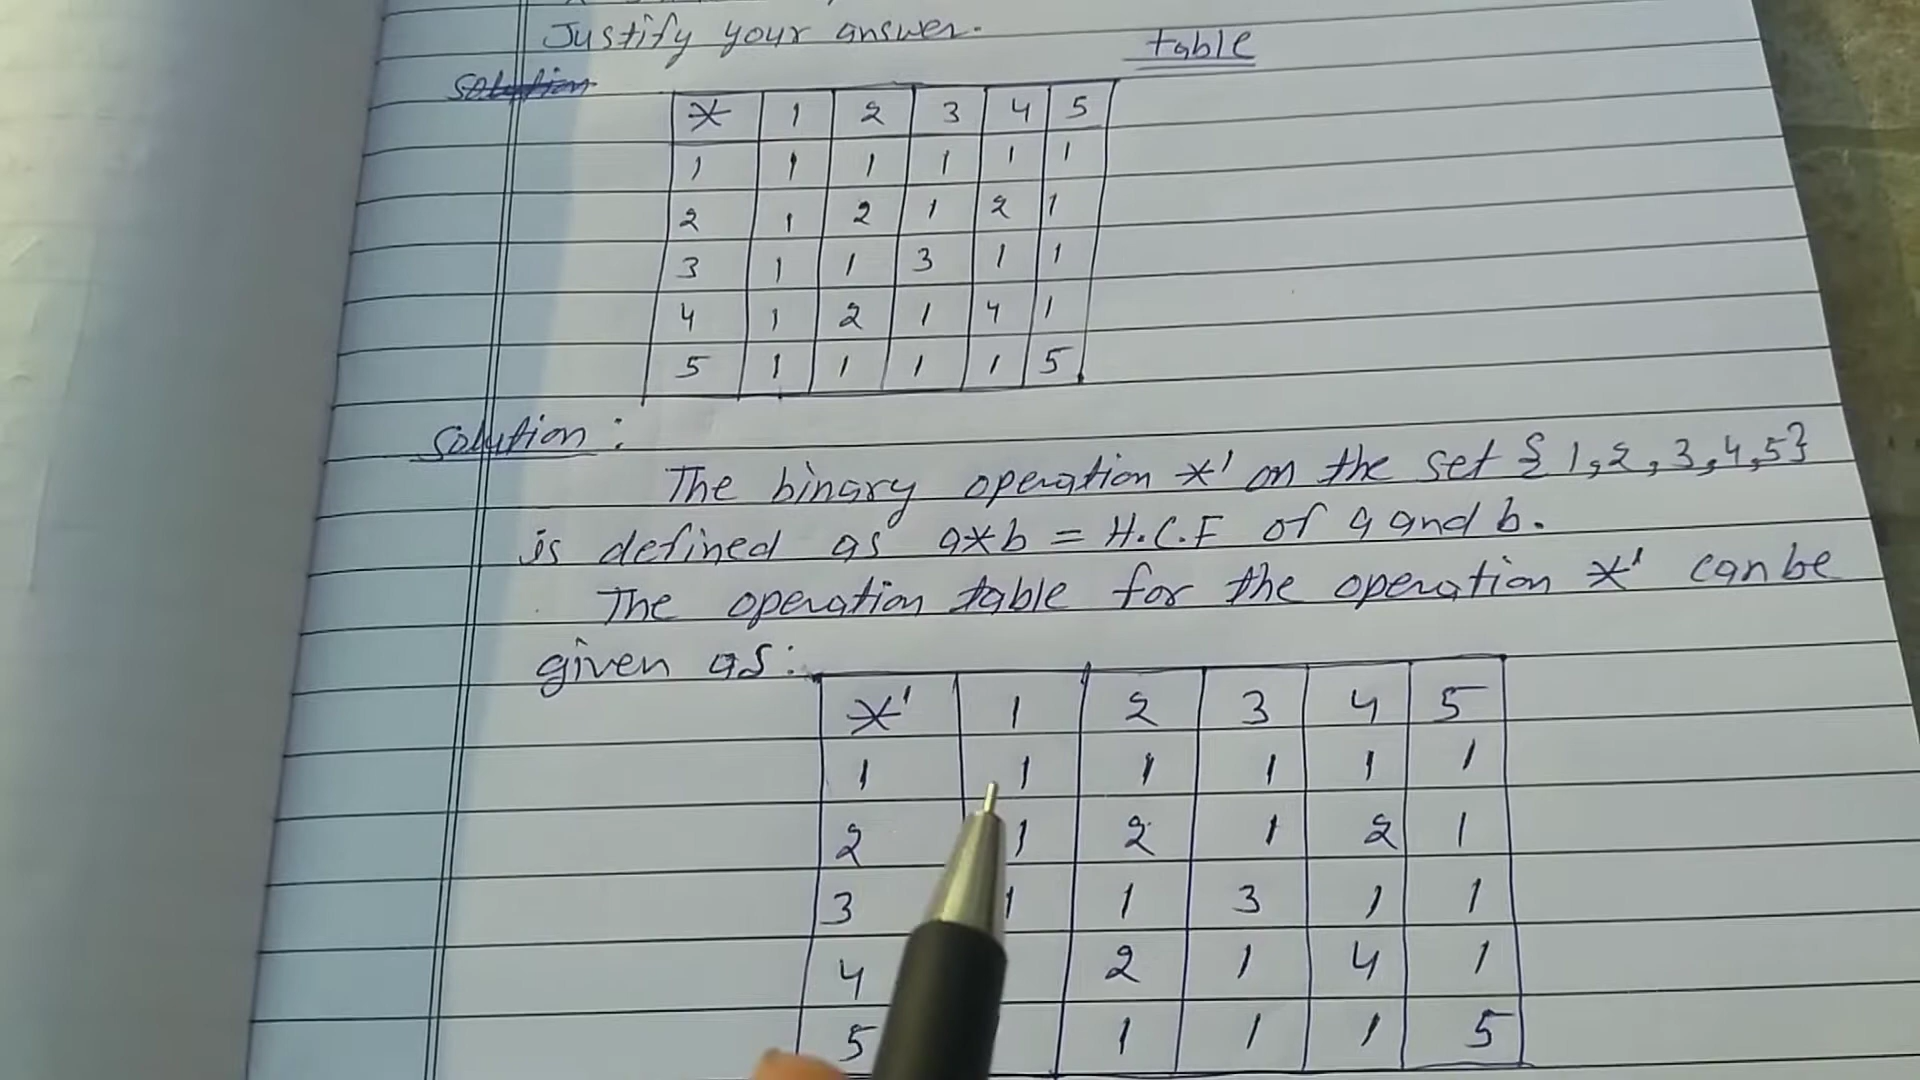 Justify your answer.
table
solution
* 1 2 3 4 5
1 1 1 1 1 1
2 1 2 1 2 1
3 1 1 3 1 1
4 1 2 1 4 1
5 1 1 1 1 5
Solution :
The binary operation *' on the set { 1,2,3,4,5}
is defined as a*b = H.C.F of a and b.
The operation table for the operation *' can be
given as:
*' 1 2 3 4 5
1 1 1 1 1 1
2 1 2 1 2 1
3 1 1 3 1 1
4 2 1 4 1
5 1 1 1 5